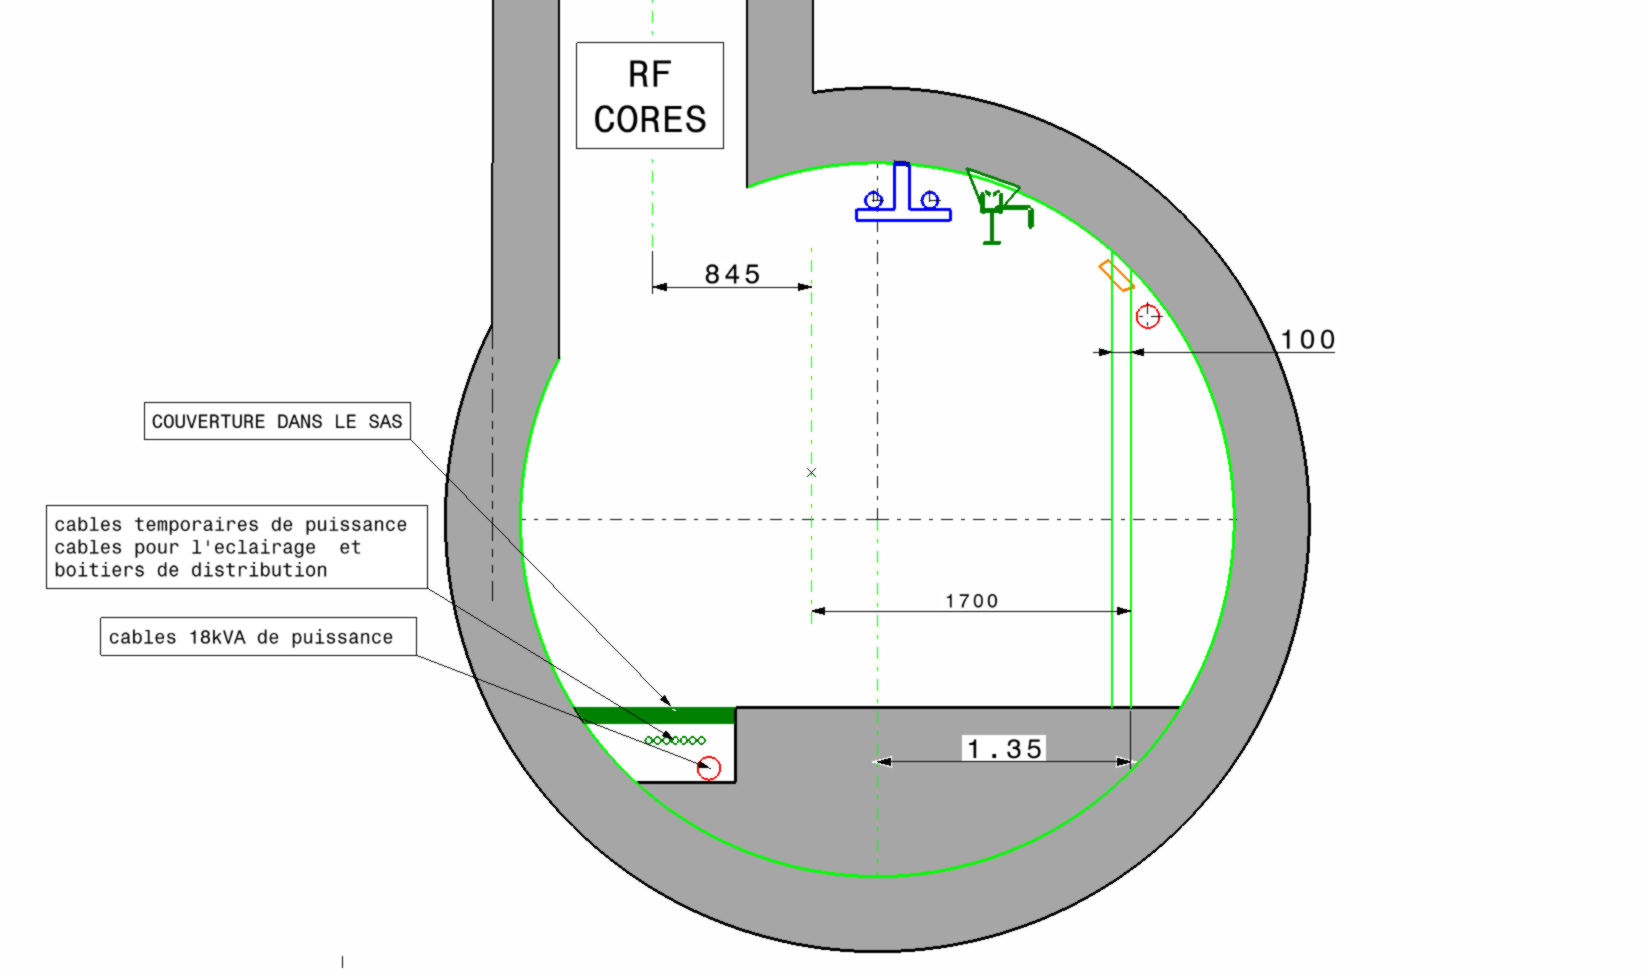 RF
CORES
845
100
COUVERTURE DANS LE SAS
cables temporaires de puissance
cables pour l'eclairage et
boitiers de distribution
1700
cables 18kVA de puissance
1.35